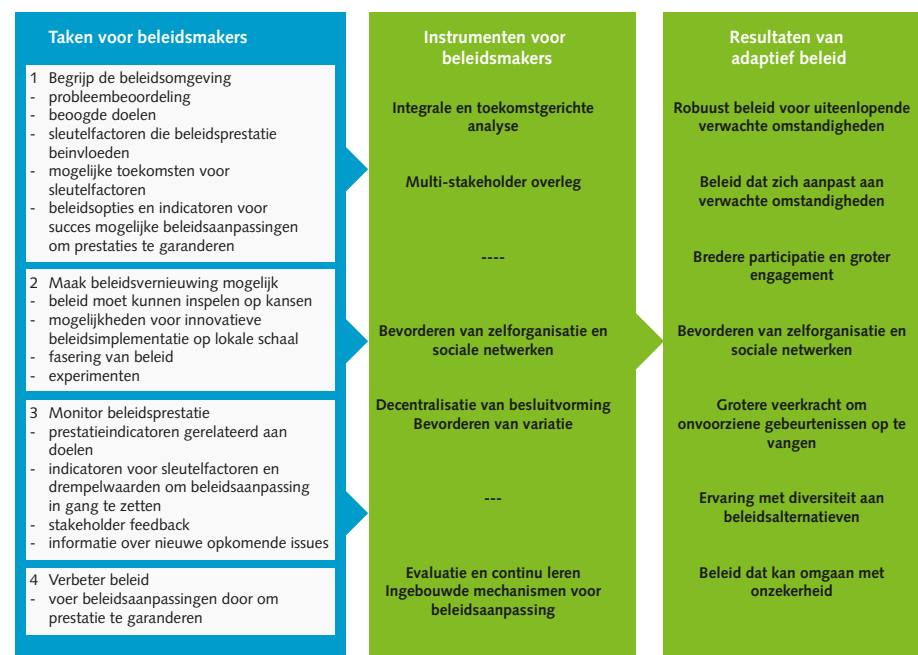 Taken voor beleidsmakers
1 Begrijp de beleidsomgeving
- probleembeoordeling
- beoogde doelen
- sleutelfactoren die beleidsprestatie
beinvloeden
- mogelijke toekomsten voor
sleutelfactoren
- beleidsopties en indicatoren voor
succes mogelijke beleidsaanpassingen
om prestaties te garanderen
2 Maak beleidsvernieuwing mogelijk
- beleid moet kunnen inspelen op kansen
- mogelijkheden voor innovatieve
beleidsimplementatie op lokale schaal
- fasering van beleid
- experimenten
3 Monitor beleidsprestatie
- prestatieindicatoren gerelateerd aan
doelen
- indicatoren voor sleutelfactoren en
drempelwaarden om beleidsaanpassing
in gang te zetten
- stakeholder feedback
- informatie over nieuwe opkomende issues
4 Verbeter beleid
- voer beleidsaanpassingen door om
prestatie te garanderen
Instrumenten voor
beleidsmakers
Integrale en toekomstgerichte
analyse
Multi-stakeholder overleg
----
Bevorderen van zelforganisatie en
sociale netwerken
Decentralisatie van besluitvorming
Bevorderen van variatie
---
Evaluatie en continu leren
Ingebouwde mechanismen voor
beleidsaanpassing
Resultaten van
adaptief beleid
Robuust beleid voor uiteenlopende
verwachte omstandigheden
Beleid dat zich aanpast aan
verwachte omstandigheden
Bredere participatie en groter
engagement
Bevorderen van zelforganisatie en
sociale netwerken
Grotere veerkracht om
onvoorziene gebeurtenissen op te
vangen
Ervaring met diversiteit aan
beleidsalternatieven
Beleid dat kan omgaan met
onzekerheid